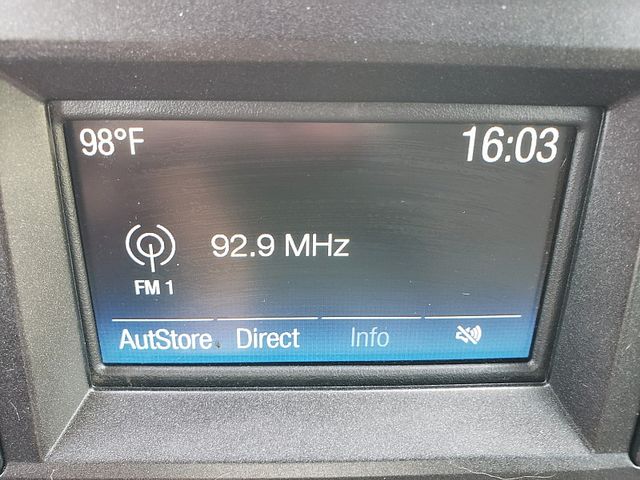 98°F 16:03
92.9 MHz
FM 1
AutStore Direct Info